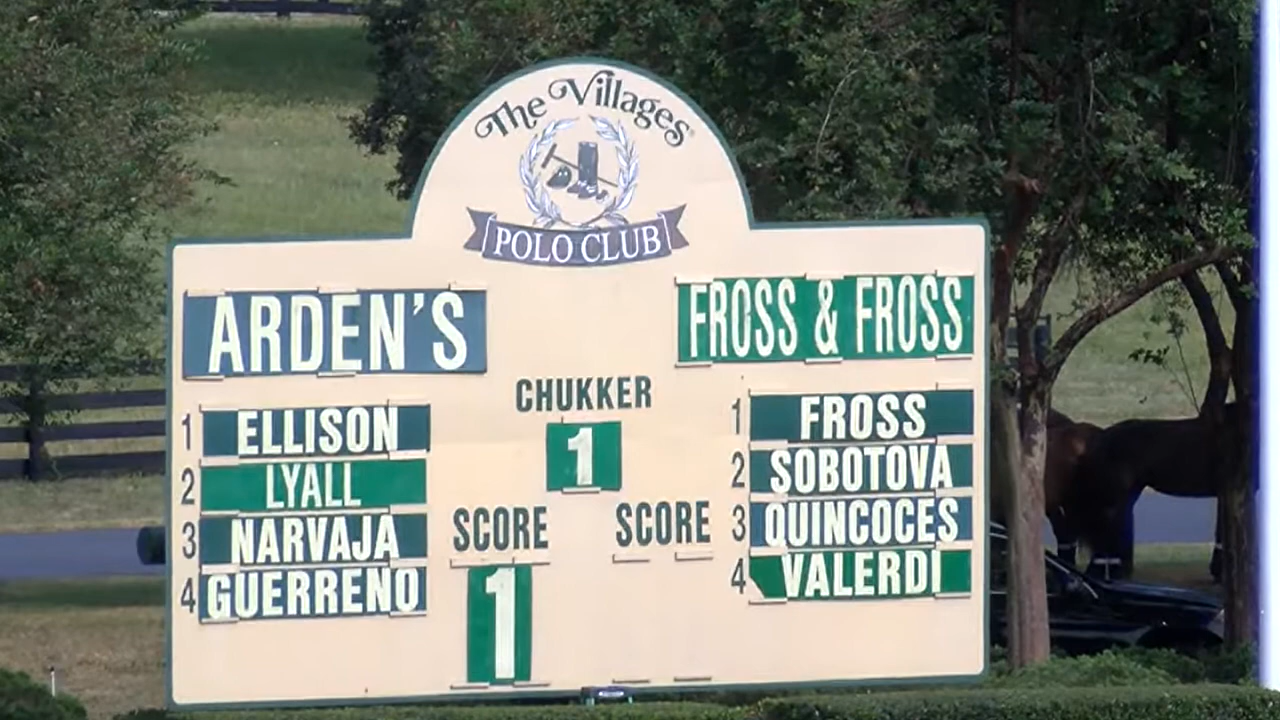 The Villages
POLO CLUB
ARDEN'S
FROSS & FROSS
CHUKKER
1
1 ELLISON
2 LYALL
3 NARVAJA
4 GUERRENO
1 FROSS
2 SOBOTOVA
3 QUINCOCES
4 VALERDI
SCORE
1
SCORE